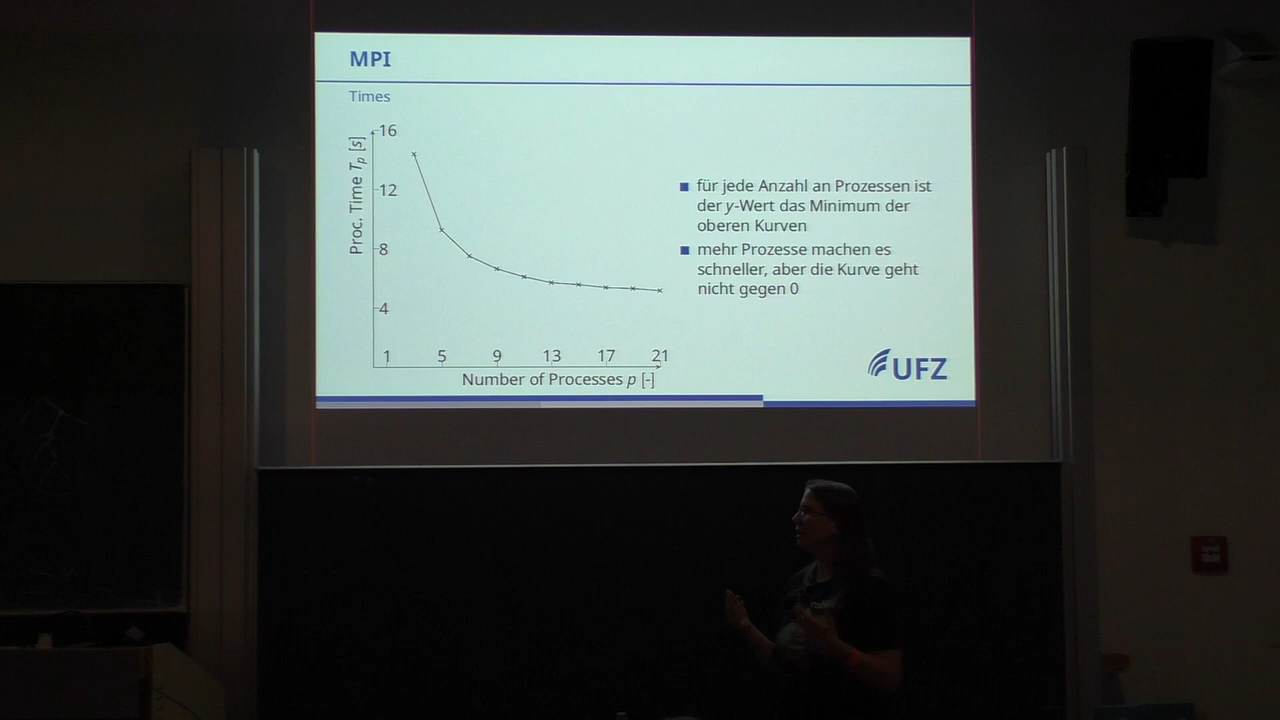 MPI
Times
Proc. Time Tp [s]
16
12
8
4
1 5 9 13 17 21
Number of Processes p [-]
für jede Anzahl an Prozessen ist
der y-Wert das Minimum der
oberen Kurven
mehr Prozesse machen es
schneller, aber die Kurve geht
nicht gegen 0
UFZ